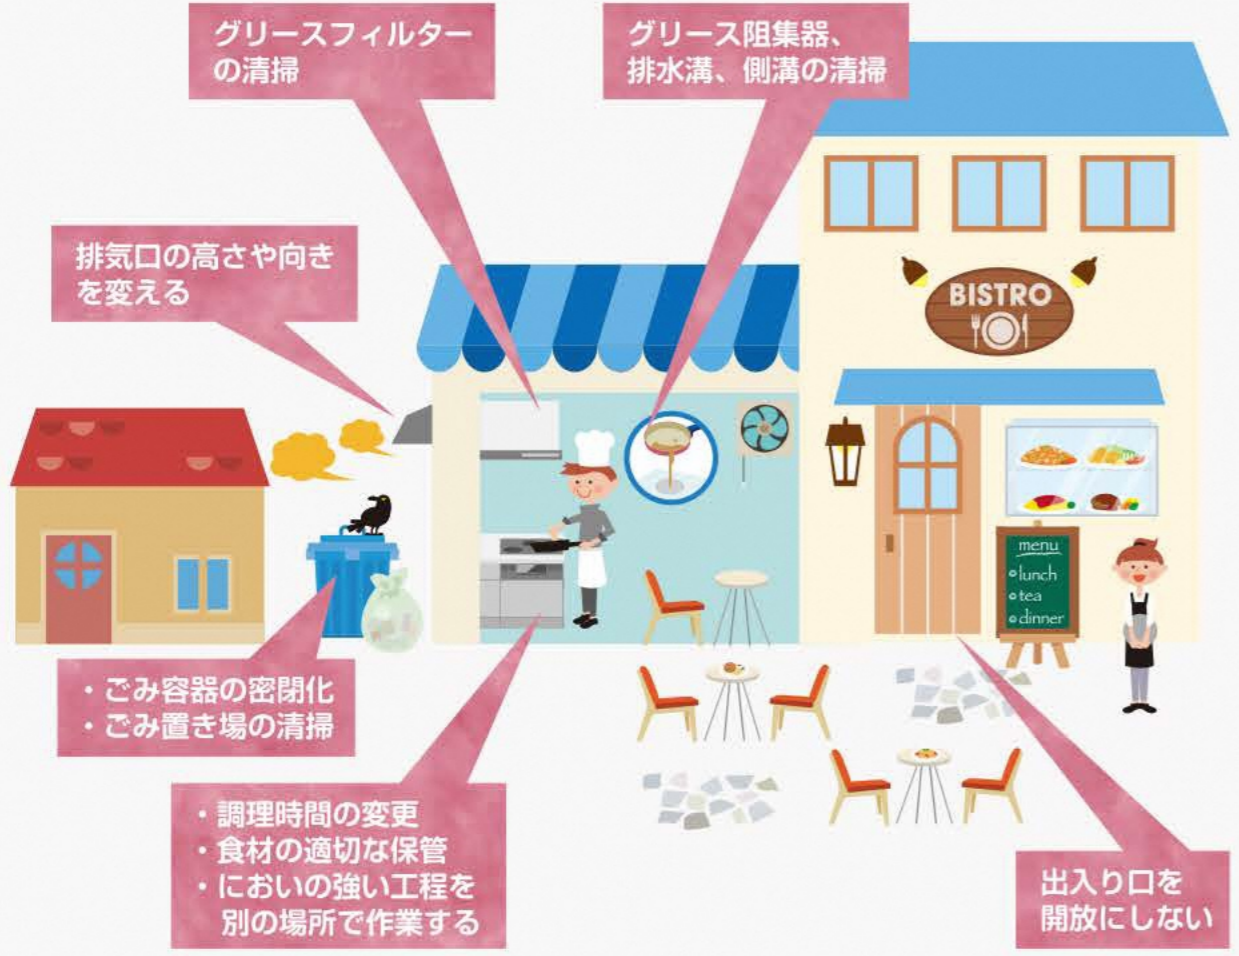 グリースフィルター
の清掃
グリース阻集器、
排水溝、側溝の清掃
排気口の高さや向き
を変える
BISTRO
menu
lunch
tea
dinner
・ごみ容器の密閉化
・ごみ置き場の清掃
・調理時間の変更
・食材の適切な保管
・においの強い工程を
別の場所で作業する
出入り口を
開放にしない